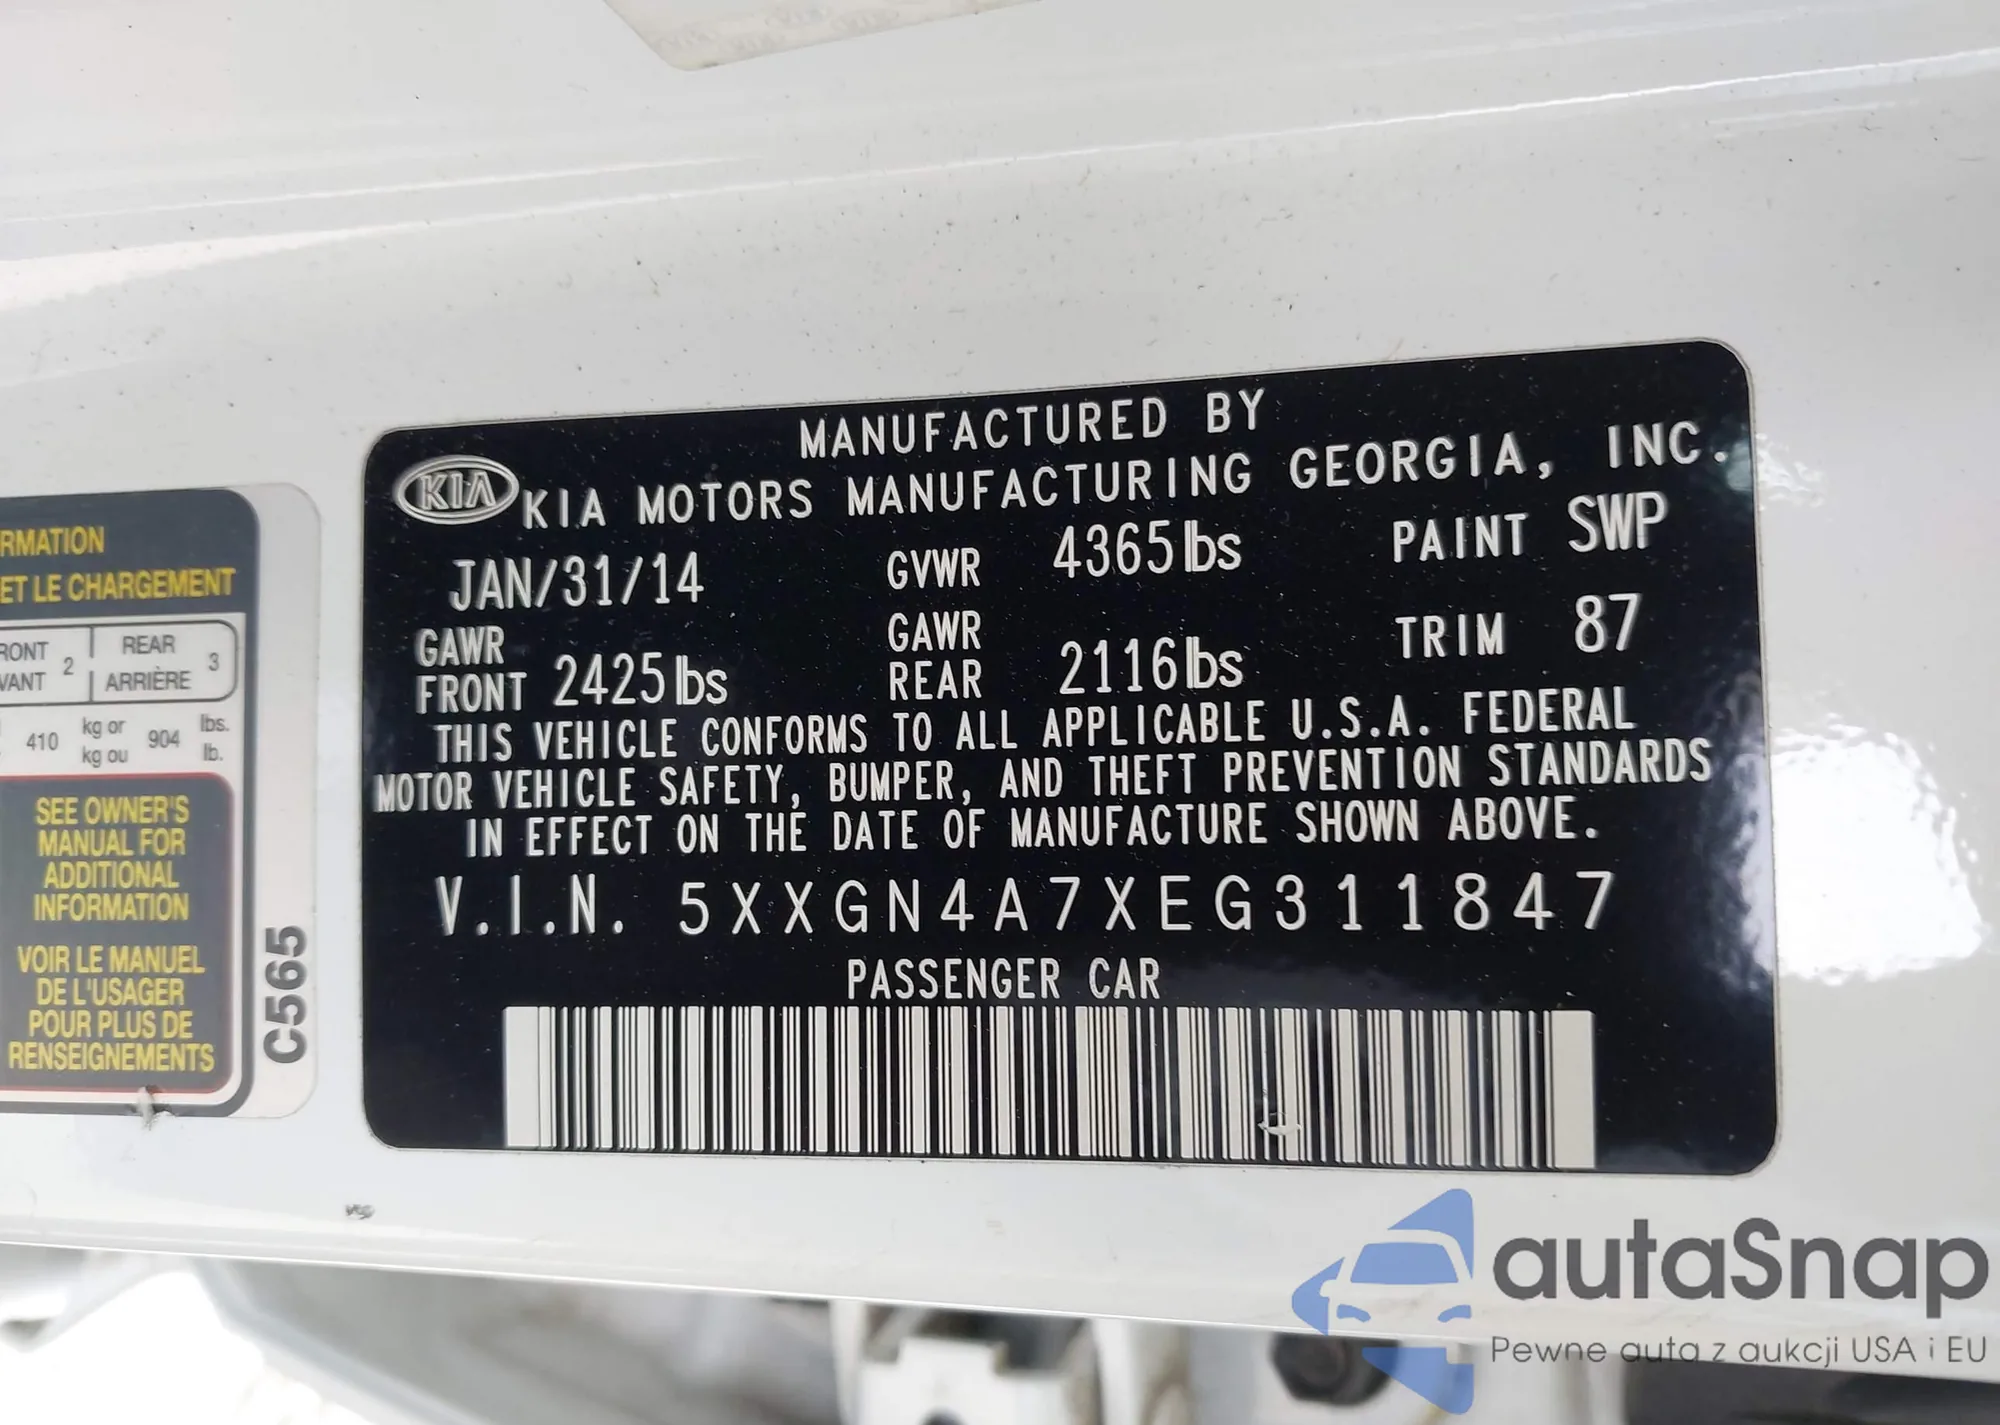 MANUFACTURED BY
KIA KIA MOTORS MANUFACTURING GEORGIA, INC.
JAN/31/14 GVWR 4365lbs PAINT SWP
GAWR FRONT 2425lbs GAWR REAR 2116lbs TRIM 87
THIS VEHICLE CONFORMS TO ALL APPLICABLE U.S.A. FEDERAL
MOTOR VEHICLE SAFETY, BUMPER, AND THEFT PREVENTION STANDARDS
IN EFFECT ON THE DATE OF MANUFACTURE SHOWN ABOVE.
V.I.N. 5XXGN4A7XEG311847
PASSENGER CAR
RMATION
ET LE CHARGEMENT
RONT 2 REAR 3
VANT ARRIÈRE
410 kg or 904 lbs.
kg ou lb.
SEE OWNER'S
MANUAL FOR
ADDITIONAL
INFORMATION
VOIR LE MANUEL
DE L'USAGER
POUR PLUS DE
RENSEIGNEMENTS
C565
autaSnap
Pewne auta z aukcji USA i EU